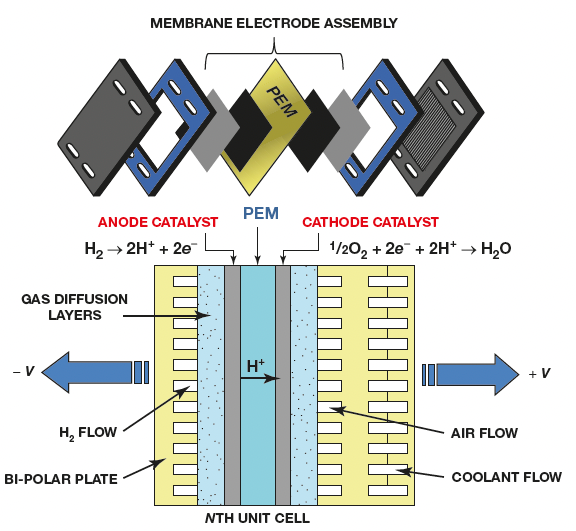 MEMBRANE ELECTRODE ASSEMBLY
PEM
PEM
ANODE CATALYST
CATHODE CATALYST
H₂ → 2H⁺ + 2e⁻
1/2O₂ + 2e⁻ + 2H⁺ → H₂O
GAS DIFFUSION
LAYERS
– V
H⁺
+ V
H₂ FLOW
AIR FLOW
BI-POLAR PLATE
COOLANT FLOW
NTH UNIT CELL